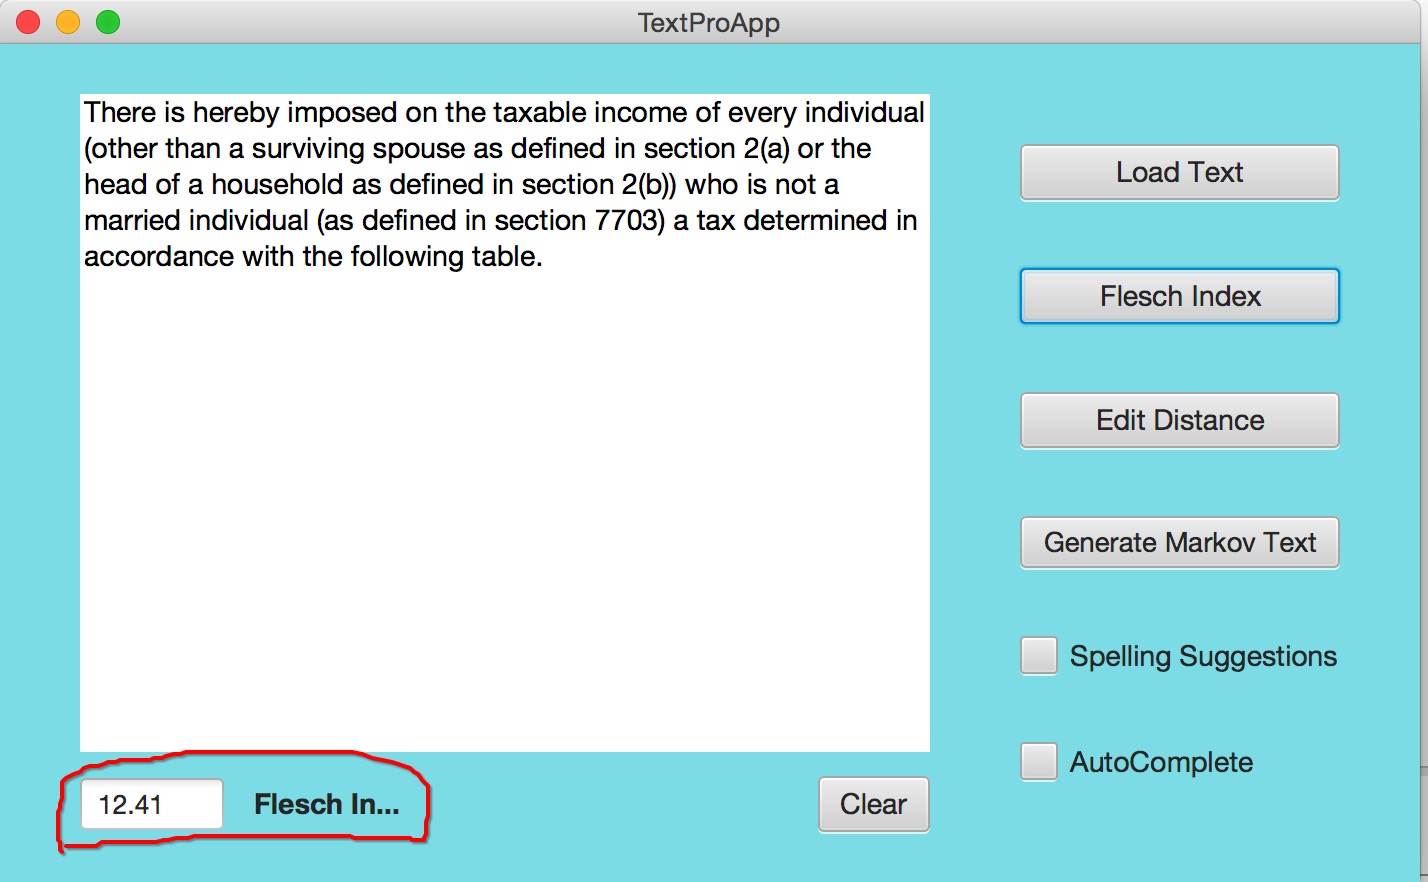 TextProApp
There is hereby imposed on the taxable income of every individual
(other than a surviving spouse as defined in section 2(a) or the
head of a household as defined in section 2(b)) who is not a
married individual (as defined in section 7703) a tax determined in
accordance with the following table.
Load Text
Flesch Index
Edit Distance
Generate Markov Text
Spelling Suggestions
AutoComplete
12.41
Flesch In...
Clear